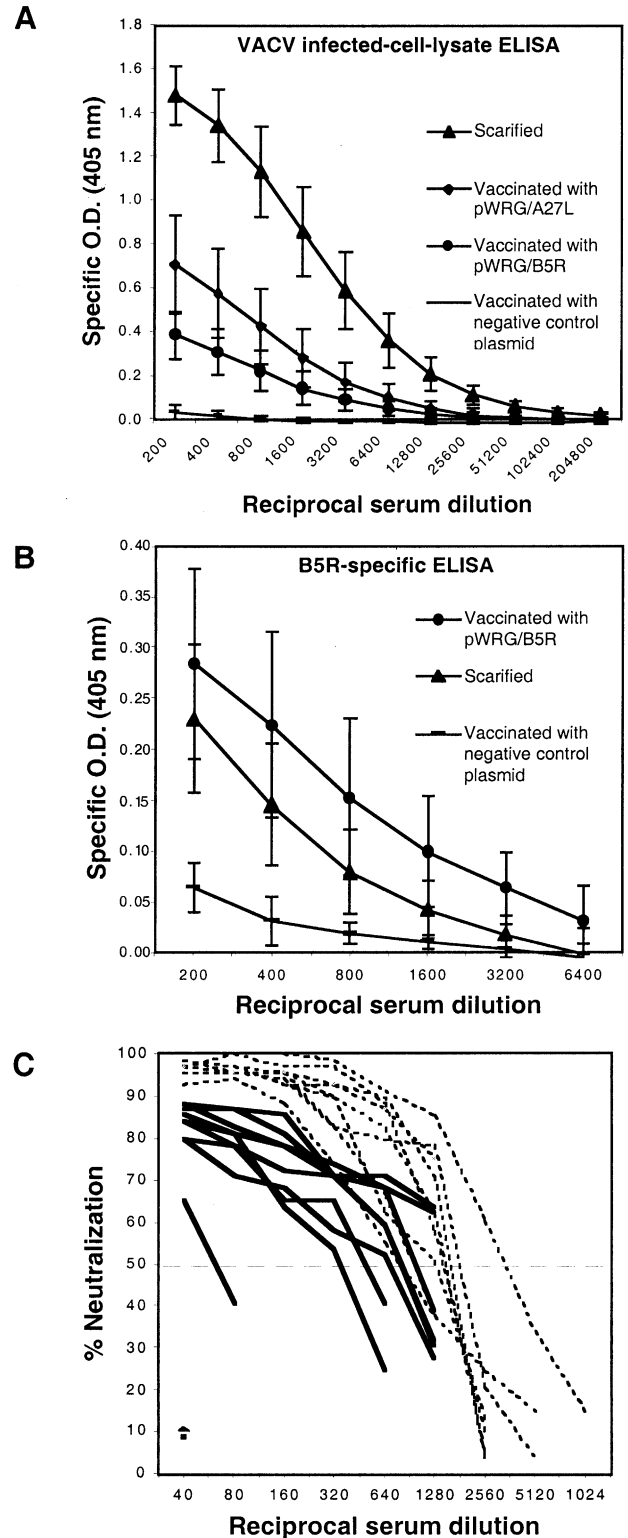 A
VACV infected-cell-lysate ELISA
Specific O.D. (405 nm)
1.8
1.6
1.4
1.2
1.0
0.8
0.6
0.4
0.2
0.0
Scarified
Vaccinated with
pWRG/A27L
Vaccinated with
pWRG/B5R
Vaccinated with
negative control
plasmid
200
400
800
1600
3200
6400
12800
25600
51200
102400
204800
Reciprocal serum dilution
B
B5R-specific ELISA
Specific O.D. (405 nm)
0.40
0.35
0.30
0.25
0.20
0.15
0.10
0.05
0.00
Vaccinated with
pWRG/B5R
Scarified
Vaccinated with
negative control
plasmid
200 400 800 1600 3200 6400
Reciprocal serum dilution
C
% Neutralization
100
90
80
70
60
50
40
30
20
10
0
40 80 160 320 640 1280 2560 5120 1024
Reciprocal serum dilution